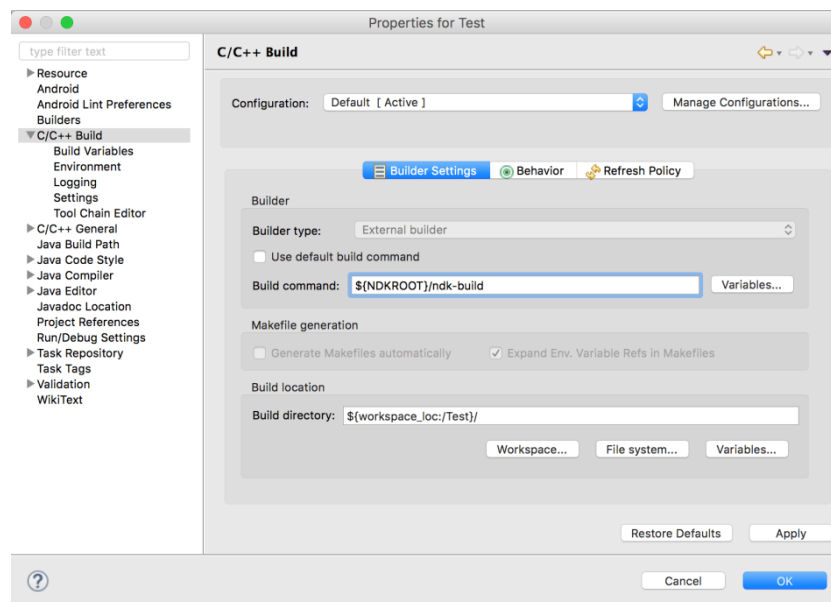 Properties for Test
type filter text
Resource
Android
Android Lint Preferences
Builders
C/C++ Build
Build Variables
Environment
Logging
Settings
Tool Chain Editor
C/C++ General
Java Build Path
Java Code Style
Java Compiler
Java Editor
Javadoc Location
Project References
Run/Debug Settings
Task Repository
Task Tags
Validation
WikiText
C/C++ Build
Configuration: Default [ Active ] Manage Configurations...
Builder Settings Behavior Refresh Policy
Builder
Builder type: External builder
Use default build command
Build command: ${NDKROOT}/ndk-build Variables...
Makefile generation
Generate Makefiles automatically Expand Env. Variable Refs in Makefiles
Build location
Build directory: ${workspace_loc:/Test}/
Workspace... File system... Variables...
Restore Defaults Apply
? Cancel OK